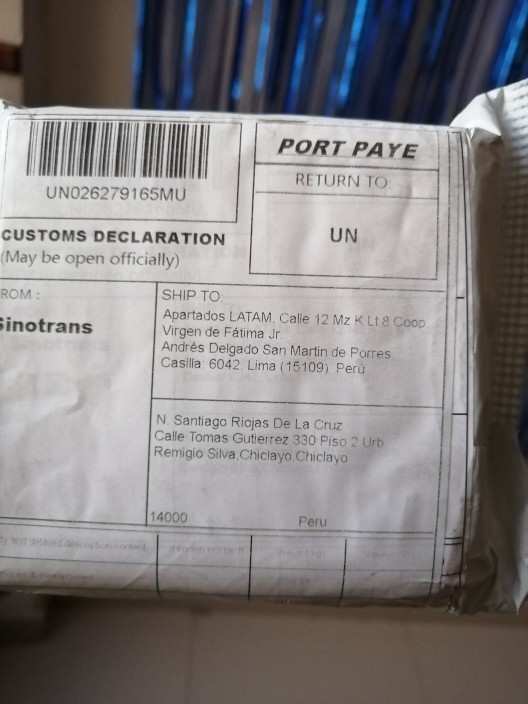 UN026279165MU
PORT PAYE
RETURN TO
UN
CUSTOMS DECLARATION
(May be open officially)
ROM :
Sinotrans
SHIP TO:
Apartados LATAM, Calle 12 Mz K Lt 8 Coop.
Virgen de Fátima Jr.
Andrés Delgado San Martin de Porres.
Casilla: 6042, Lima (15109), Perú
N. Santiago Riojas De La Cruz
Calle Tomas Gutierrez 330 Piso 2 Urb
Remigio Silva,Chiclayo,Chiclayo
14000 Peru